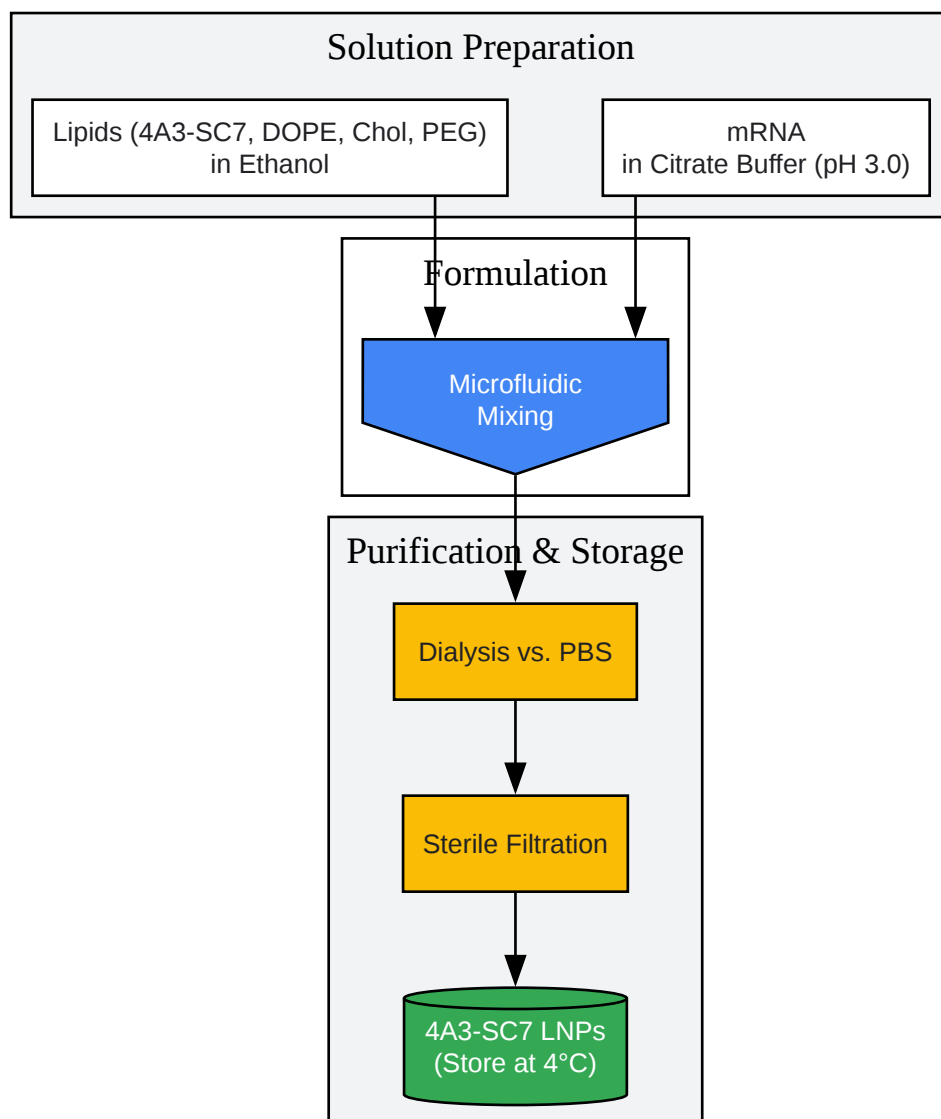 Solution Preparation
Lipids (4A3-SC7, DOPE, Chol, PEG)
in Ethanol
mRNA
in Citrate Buffer (pH 3.0)
Formulation
Microfluidic
Mixing
Purification & Storage
Dialysis vs. PBS
Sterile Filtration
4A3-SC7 LNPs
(Store at 4°C)